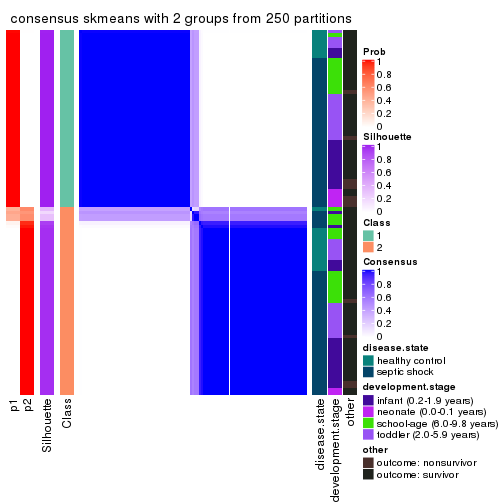 consensus skmeans with 2 groups from 250 partitions
Prob
1
0.8
0.6
0.4
0.2
0
Silhouette
1
0.8
0.6
0.4
0.2
0
Class
1
2
Consensus
1
0.8
0.6
0.4
0.2
0
disease.state
healthy control
septic shock
development.stage
infant (0.2-1.9 years)
neonate (0.0-0.1 years)
school-age (6.0-9.8 years)
toddler (2.0-5.9 years)
other
outcome: nonsurvivor
outcome: survivor
p1
p2
Silhouette
Class
disease.state
development.stage
other